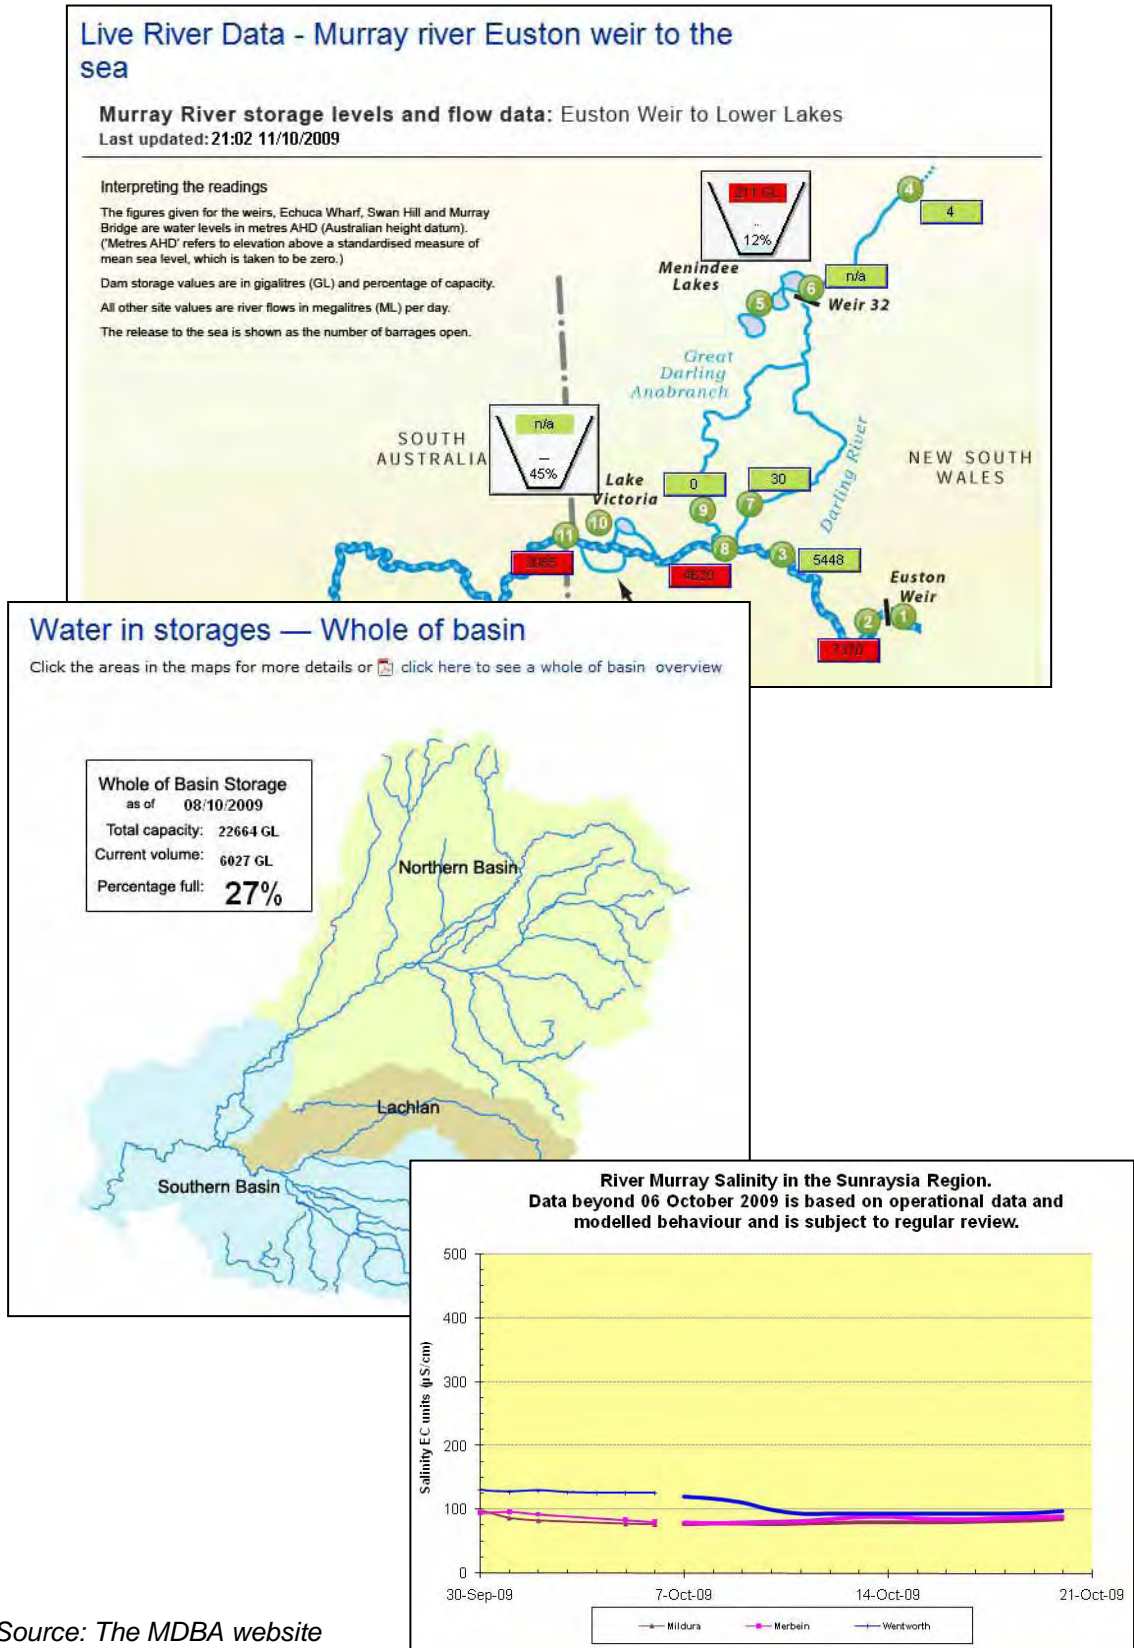 Live River Data - Murray river Euston weir to the
sea
Murray River storage levels and flow data: Euston Weir to Lower Lakes
Last updated: 21:02 11/10/2009
Interpreting the readings
The figures given for the weirs, Echuca Wharf, Swan Hill and Murray
Bridge are water levels in metres AHD (Australian height datum).
('Metres AHD' refers to elevation above a standardised measure of
mean sea level, which is taken to be zero.)
Dam storage values are in gigalitres (GL) and percentage of capacity.
All other site values are river flows in megalitres (ML) per day.
The release to the sea is shown as the number of barrages open.
211 GL
--
12%
4
4
Menindee
Lakes
n/a
6
5
Weir 32
Great
Darling
Anabranch
n/a
--
45%
SOUTH
AUSTRALIA
NEW SOUTH
WALES
Lake
Victoria
0
30
Darling River
9
7
10
11
8
3
5448
4620
Euston
Weir
2
1
Water in storages — Whole of basin
Click the areas in the maps for more details or click here to see a whole of basin overview
Whole of Basin Storage
as of 08/10/2009
Total capacity: 22664 GL
Current volume: 6027 GL
Percentage full: 27%
Northern Basin
Lachlan
Southern Basin
River Murray Salinity in the Sunraysia Region.
Data beyond 06 October 2009 is based on operational data and
modelled behaviour and is subject to regular review.
Salinity EC units (µS/cm)
500
400
300
200
100
0
30-Sep-09 7-Oct-09 14-Oct-09 21-Oct-09
Mildura Merbein Wentworth
Source: The MDBA website